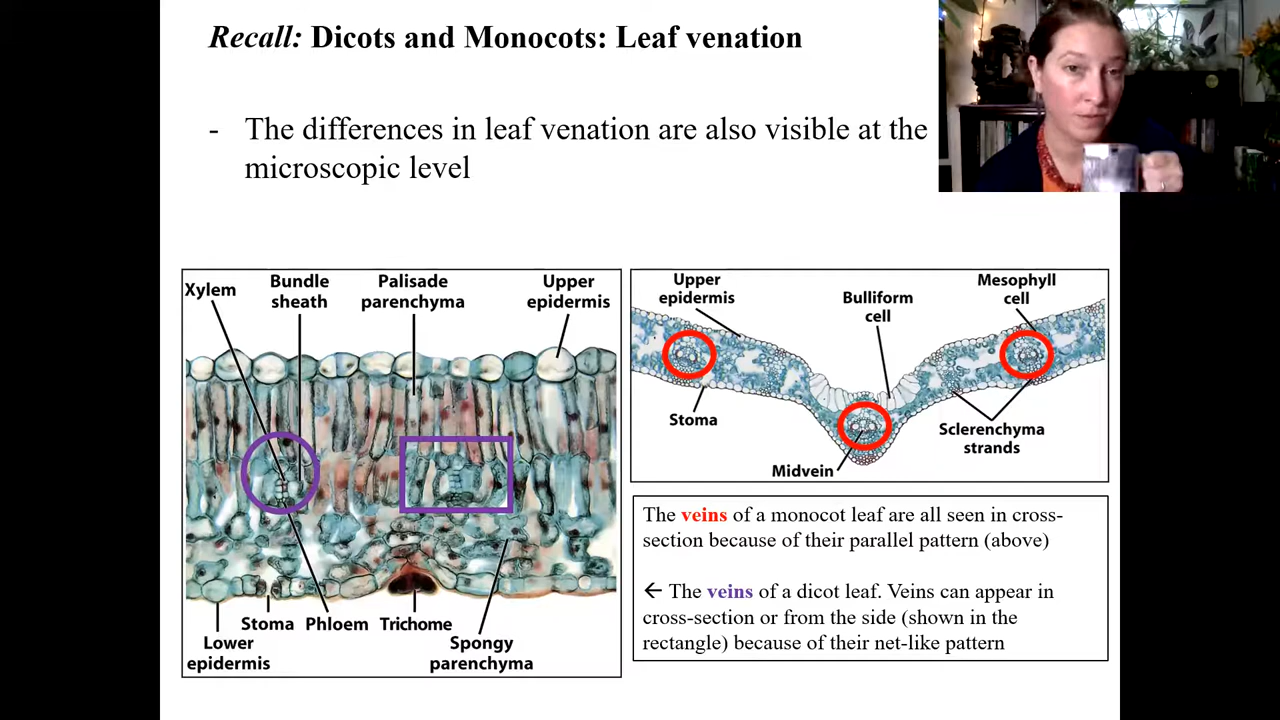 Recall: Dicots and Monocots: Leaf venation
- The differences in leaf venation are also visible at the
microscopic level
Xylem
Bundle
sheath
Palisade
parenchyma
Upper
epidermis
Stoma
Phloem
Trichome
Lower
epidermis
Spongy
parenchyma
Upper
epidermis
Bulliform
cell
Mesophyll
cell
Stoma
Sclerenchyma
strands
Midvein
The veins of a monocot leaf are all seen in cross-
section because of their parallel pattern (above)
← The veins of a dicot leaf. Veins can appear in
cross-section or from the side (shown in the
rectangle) because of their net-like pattern